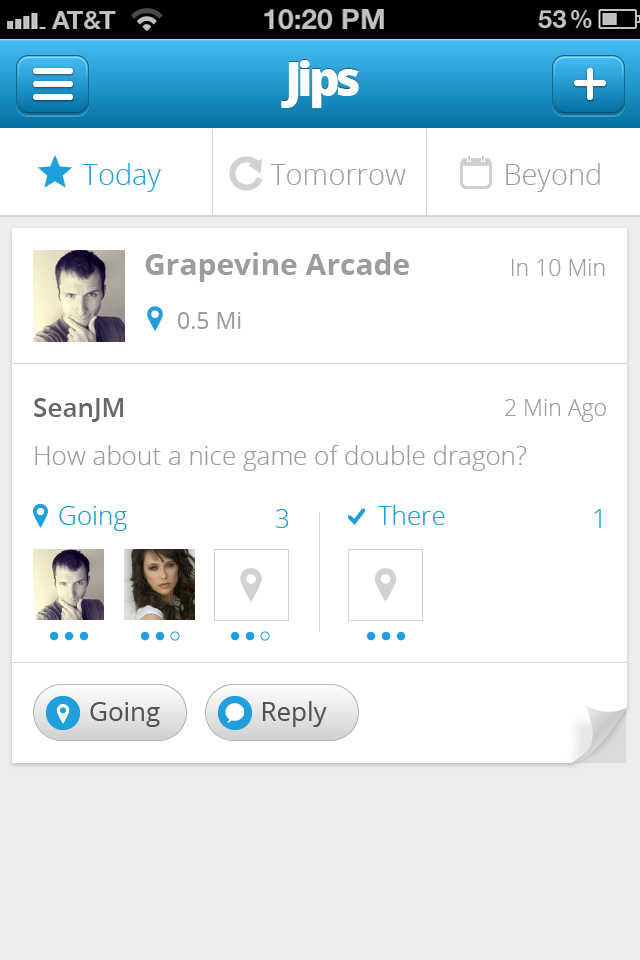 AT&T 10:20 PM 53 %
Jips
Today Tomorrow Beyond
Grapevine Arcade In 10 Min
0.5 Mi
SeanJM 2 Min Ago
How about a nice game of double dragon?
Going 3 There 1
Going Reply